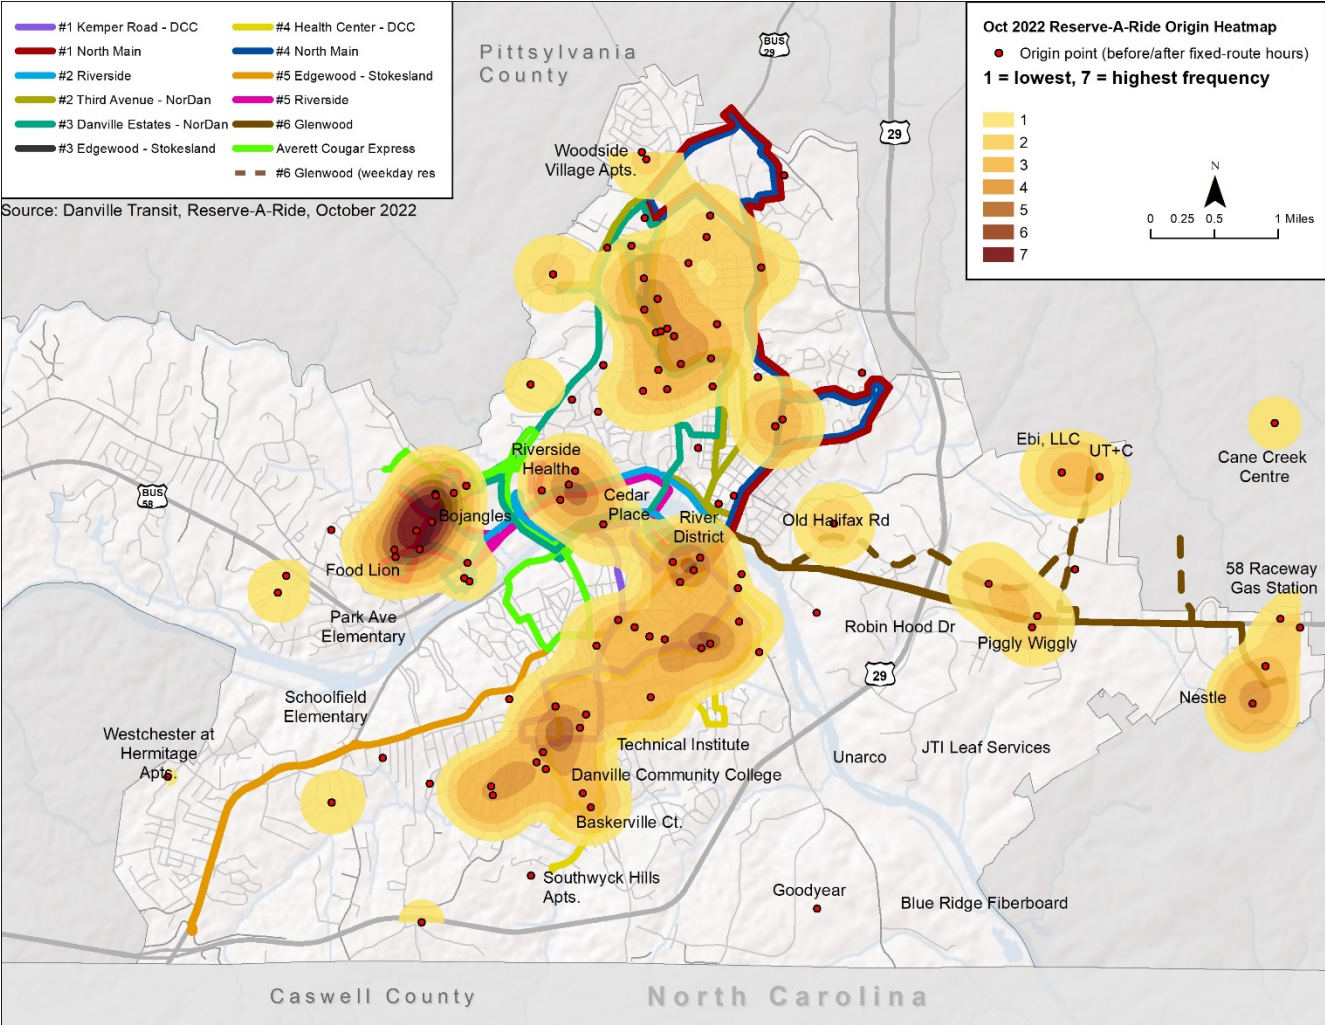 #1 Kemper Road - DCC
#1 North Main
#2 Riverside
#2 Third Avenue - NorDan
#3 Danville Estates - NorDan
#3 Edgewood - Stokesland
#4 Health Center - DCC
#4 North Main
#5 Edgewood - Stokesland
#5 Riverside
#6 Glenwood
Averett Cougar Express
#6 Glenwood (weekday res
Source: Danville Transit, Reserve-A-Ride, October 2022
Oct 2022 Reserve-A-Ride Origin Heatmap
Origin point (before/after fixed-route hours)
1 = lowest, 7 = highest frequency
1
2
3
4
5
6
7
N
0 0.25 0.5 1 Miles
Pittsylvania
County
BUS
29
29
Woodside
Village Apts.
Riverside
Health
Cedar
Place
River
District
Old Halifax Rd
Ebi, LLC
UT+C
Cane Creek
Centre
BUS
58
Bojangles
Food Lion
Park Ave
Elementary
58 Raceway
Gas Station
Robin Hood Dr
Piggly Wiggly
29
Nestle
Schoolfield
Elementary
Westchester at
Hermitage
Apts.
Technical Institute
Danville Community College
Baskerville Ct.
Unarco
JTI Leaf Services
Southwyck Hills
Apts.
Goodyear
Blue Ridge Fiberboard
Caswell County
North Carolina